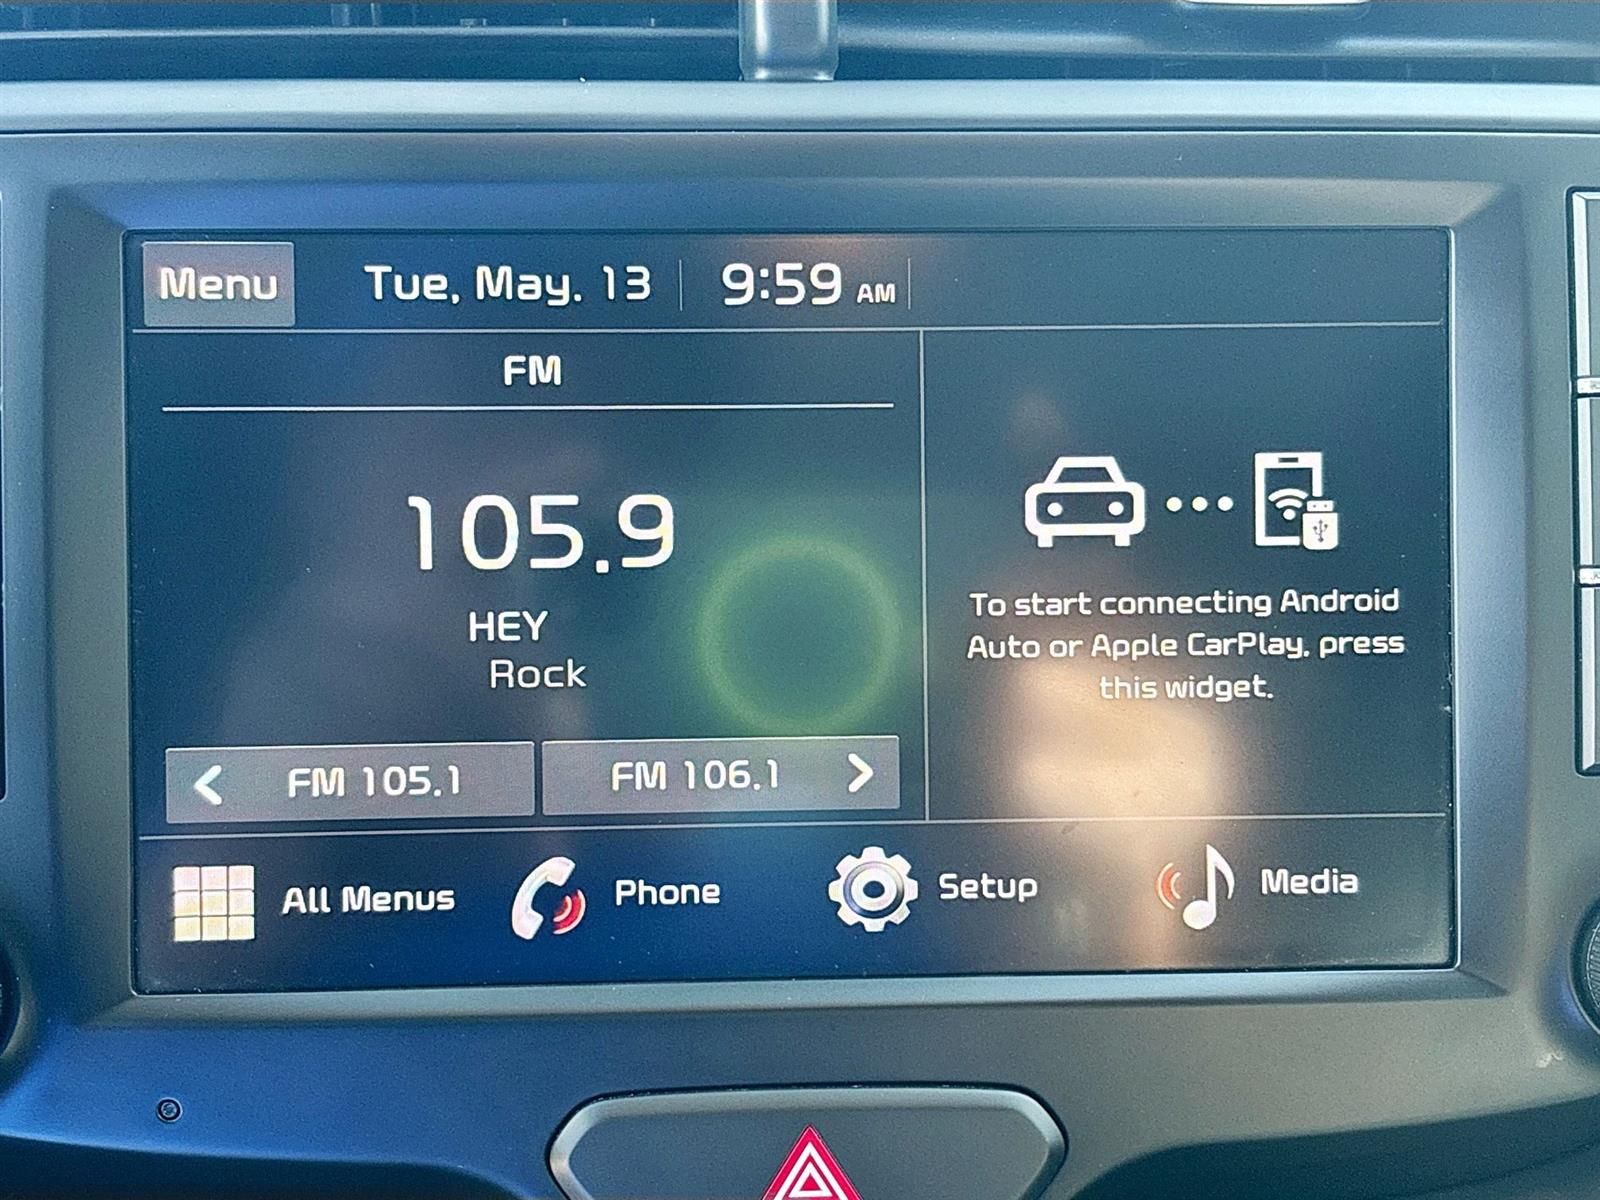 Menu
Tue, May. 13
9:59 AM
FM
105.9
HEY
Rock
FM 105.1
FM 106.1
To start connecting Android
Auto or Apple CarPlay, press
this widget.
All Menus
Phone
Setup
Media